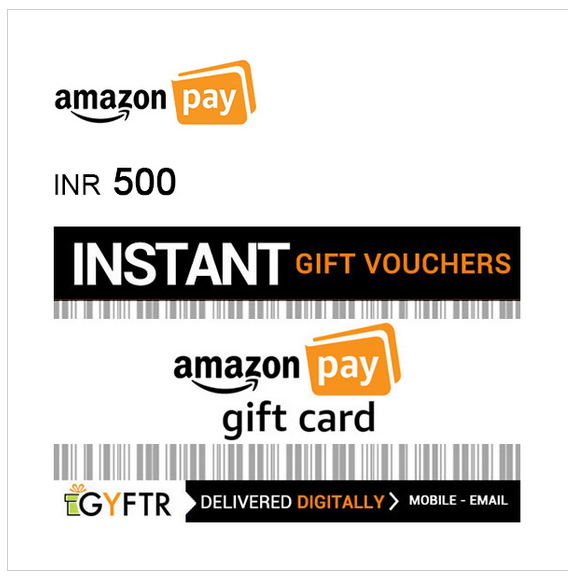 amazon pay
INR 500
INSTANT GIFT VOUCHERS
amazon pay
gift card
GYFTR DELIVERED DIGITALLY MOBILE - EMAIL